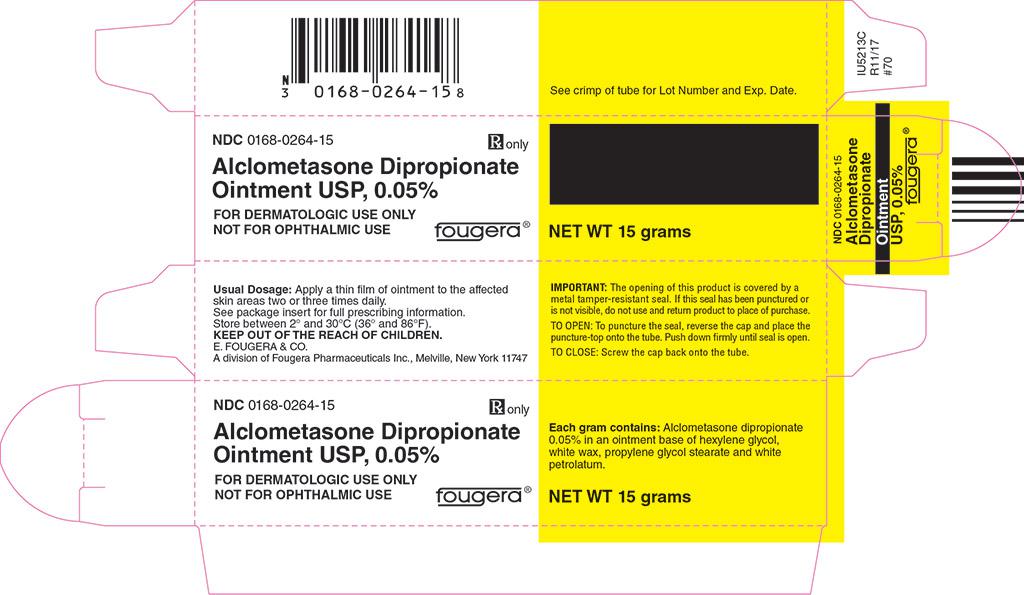 N
3 0168-0264-15 8
See crimp of tube for Lot Number and Exp. Date.
IU5213C
R11/17
#70
NDC 0168-0264-15
Rx only
Alclometasone Dipropionate
Ointment USP, 0.05%
FOR DERMATOLOGIC USE ONLY
NOT FOR OPHTHALMIC USE
fougera®
NET WT 15 grams
NDC 0168-0264-15
Alclometasone
Dipropionate
Ointment
USP, 0.05%
fougera®
Usual Dosage: Apply a thin film of ointment to the affected
skin areas two or three times daily.
See package insert for full prescribing information.
Store between 2° and 30°C (36° and 86°F).
KEEP OUT OF THE REACH OF CHILDREN.
E. FOUGERA & CO.
A division of Fougera Pharmaceuticals Inc., Melville, New York 11747
IMPORTANT: The opening of this product is covered by a
metal tamper-resistant seal. If this seal has been punctured or
is not visible, do not use and return product to place of purchase.
TO OPEN: To puncture the seal, reverse the cap and place the
puncture-top onto the tube. Push down firmly until seal is open.
TO CLOSE: Screw the cap back onto the tube.
NDC 0168-0264-15
Rx only
Alclometasone Dipropionate
Ointment USP, 0.05%
FOR DERMATOLOGIC USE ONLY
NOT FOR OPHTHALMIC USE
fougera®
Each gram contains: Alclometasone dipropionate
0.05% in an ointment base of hexylene glycol,
white wax, propylene glycol stearate and white
petrolatum.
NET WT 15 grams